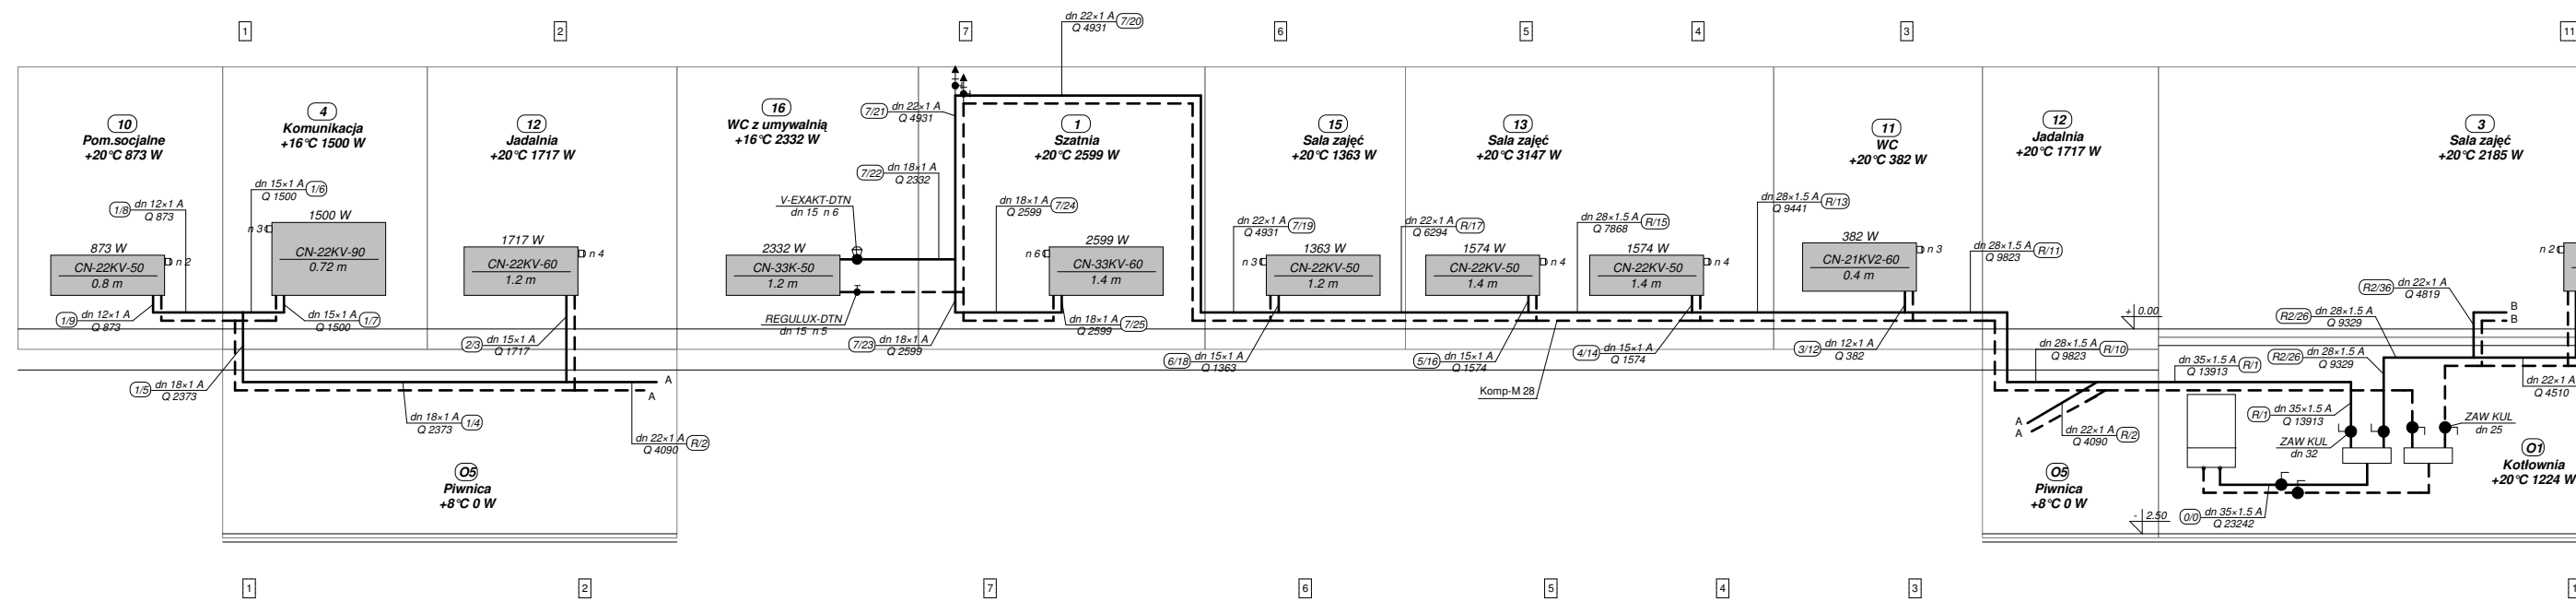 1
2
7
6
5
4
3
11
dn 22×1 A 7/20
Q 4931
10
Pom.socjalne
+20°C 873 W
4
Komunikacja
+16°C 1500 W
12
Jadalnia
+20°C 1717 W
16
WC z umywalnią
+16°C 2332 W
7/21 dn 22×1 A
Q 4931
1
Szatnia
+20°C 2599 W
15
Sala zajęć
+20°C 1363 W
13
Sala zajęć
+20°C 3147 W
11
WC
+20°C 382 W
12
Jadalnia
+20°C 1717 W
3
Sala zajęć
+20°C 2185 W
1/8 dn 12×1 A
Q 873
dn 15×1 A 1/6
Q 1500
7/22 dn 18×1 A
Q 2332
V-EXAKT-DTN
dn 15 n 6
dn 18×1 A 7/24
Q 2599
dn 22×1 A 7/19
Q 4931
dn 22×1 A R/17
Q 6294
dn 28×1.5 A R/15
Q 7868
dn 28×1.5 A R/13
Q 9441
dn 28×1.5 A R/11
Q 9823
873 W
CN-22KV-50
0.8 m
n 2
1500 W
CN-22KV-90
0.72 m
n 3
1717 W
CN-22KV-60
1.2 m
n 4
2332 W
CN-33K-50
1.2 m
2599 W
CN-33KV-60
1.4 m
n 6
1363 W
CN-22KV-50
1.2 m
n 3
1574 W
CN-22KV-50
1.4 m
n 4
1574 W
CN-22KV-50
1.4 m
n 4
382 W
CN-21KV2-60
0.4 m
n 3
n 2
1/9 dn 12×1 A
Q 873
dn 15×1 A 1/7
Q 1500
2/3 dn 15×1 A
Q 1717
REGULUX-DTN
dn 15 n 5
7/23 dn 18×1 A
Q 2599
dn 18×1 A 7/25
Q 2599
6/18 dn 15×1 A
Q 1363
5/16 dn 15×1 A
Q 1574
4/14 dn 15×1 A
Q 1574
3/12 dn 12×1 A
Q 382
Komp-M 28
+ 0.00
R2/36 dn 22×1 A
Q 4819
B
B
R2/26 dn 28×1.5 A
Q 9329
dn 28×1.5 A R/10
Q 9823
dn 35×1.5 A R/1
Q 13913
R2/26 dn 28×1.5 A
Q 9329
dn 22×1 A
Q 4510
1/5 dn 18×1 A
Q 2373
dn 18×1 A 1/4
Q 2373
A
A
dn 22×1 A R/2
Q 4090
A
A
dn 22×1 A R/2
Q 4090
R/1 dn 35×1.5 A
Q 13913
ZAW KUL
dn 32
ZAW KUL
dn 25
O5
Piwnica
+8°C 0 W
O5
Piwnica
+8°C 0 W
O1
Kotłownia
+20°C 1224 W
- 2.50
0/0 dn 35×1.5 A
Q 23242
1
2
7
6
5
4
3